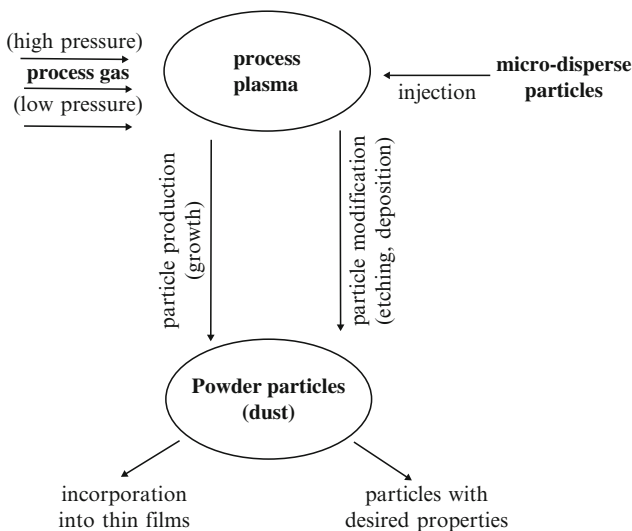 (high pressure)
process gas
(low pressure)
process
plasma
micro-disperse
particles
injection
particle production
(growth)
particle modification
(etching, deposition)
Powder particles
(dust)
incorporation
into thin films
particles with
desired properties